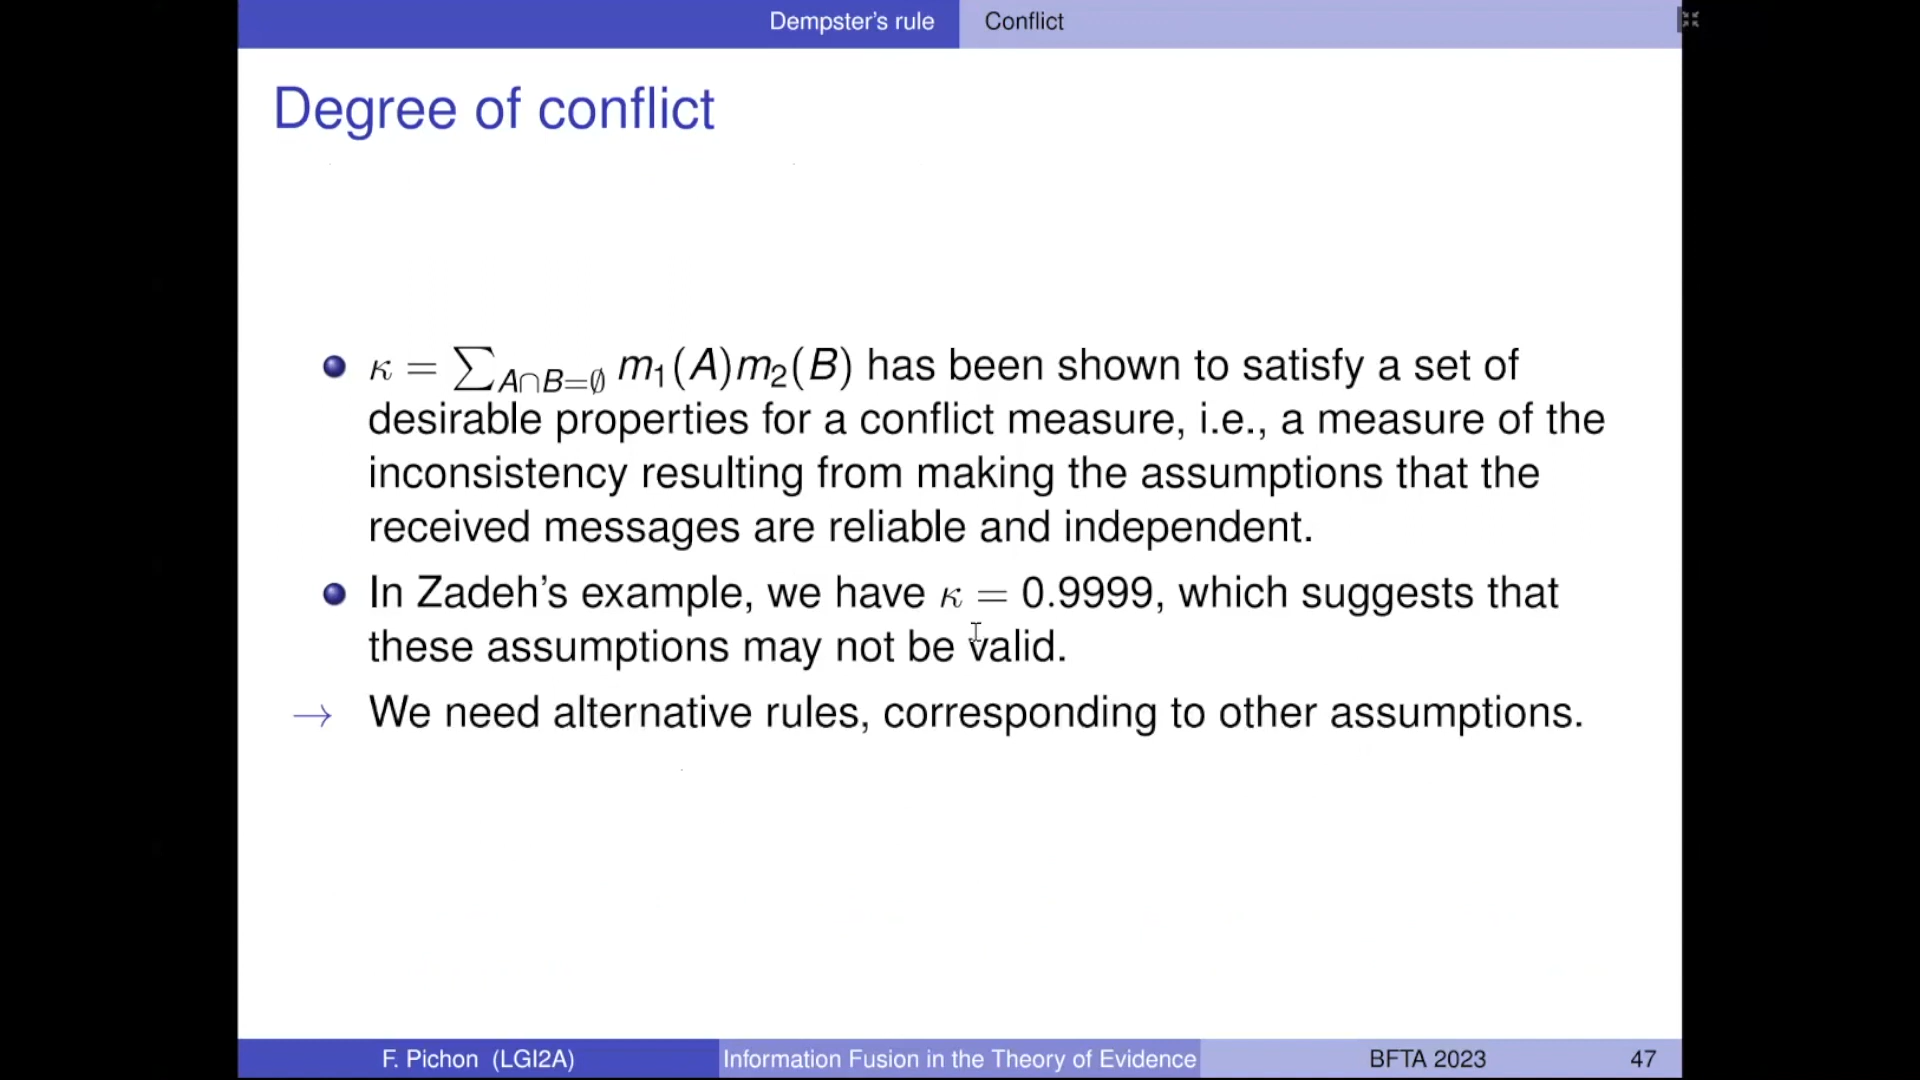 Dempster's rule Conflict
Degree of conflict
κ = ∑A∩B=∅ m1(A)m2(B) has been shown to satisfy a set of
desirable properties for a conflict measure, i.e., a measure of the
inconsistency resulting from making the assumptions that the
received messages are reliable and independent.
In Zadeh's example, we have κ = 0.9999, which suggests that
these assumptions may not be valid.
→ We need alternative rules, corresponding to other assumptions.
F. Pichon (LGI2A) Information Fusion in the Theory of Evidence BFTA 2023 47